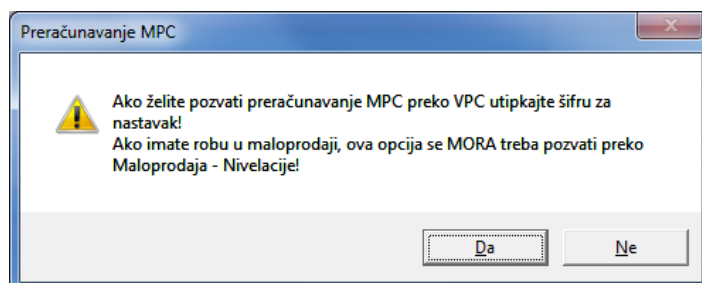 Preračunavanje MPC
Ako želite pozvati preračunavanje MPC preko VPC utipkajte šifru za
nastavak!
Ako imate robu u maloprodaji, ova opcija se MORA treba pozvati preko
Maloprodaja - Nivelacije!
Da
Ne